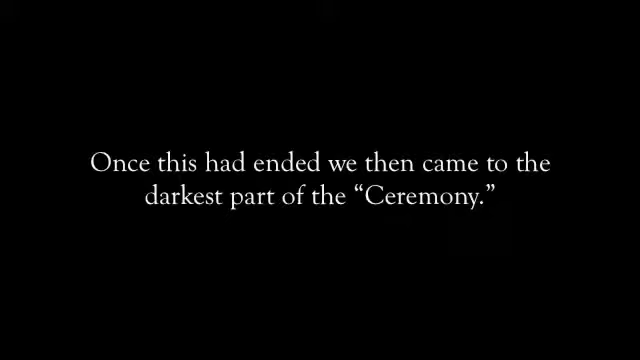 Once this had ended we then came to the
darkest part of the “Ceremony.”